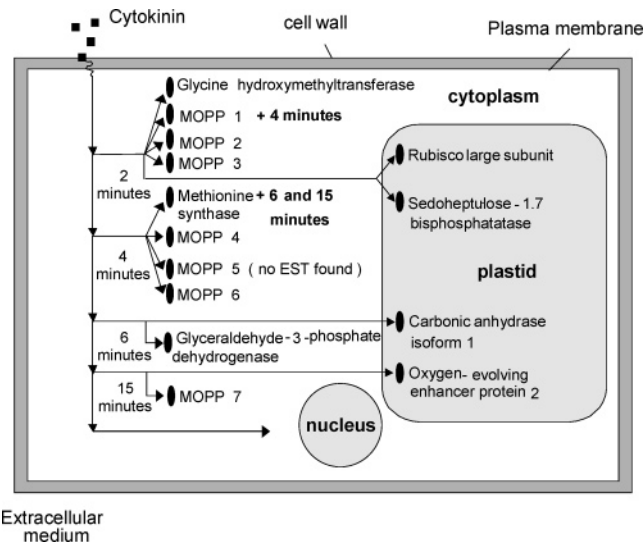 Cytokinin
cell wall
Plasma membrane
Glycine hydroxymethyltransferase
MOPP 1 + 4 minutes
MOPP 2
MOPP 3
cytoplasm
2
minutes
Rubisco large subunit
Sedoheptulose - 1.7
bisphosphatatase
Methionine + 6 and 15
synthase minutes
MOPP 4
4
minutes
MOPP 5 ( no EST found )
MOPP 6
plastid
Carbonic anhydrase
isoform 1
6
minutes
Glyceraldehyde - 3 - phosphate
dehydrogenase
Oxygen - evolving
enhancer protein 2
15
minutes
MOPP 7
nucleus
Extracellular
medium